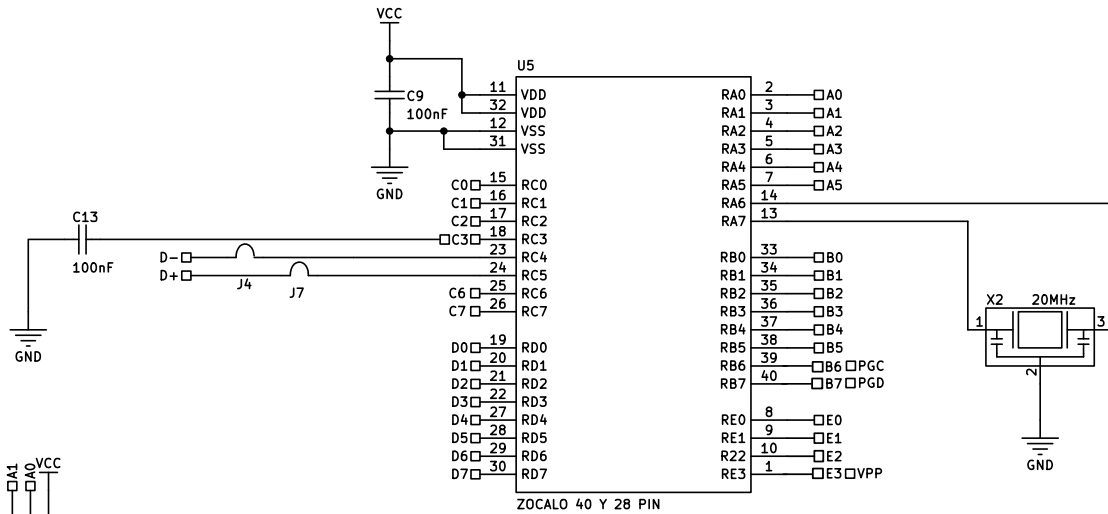 VCC
U5
C9
100nF
11 VDD
32 VDD
12 VSS
31 VSS
GND
C0 15 RC0
C1 16 RC1
C2 17 RC2
C13
100nF
C3 18 RC3
D- 23 RC4
D+ 24 RC5
J4
J7
C6 25 RC6
C7 26 RC7
GND
D0 19 RD0
D1 20 RD1
D2 21 RD2
D3 22 RD3
D4 27 RD4
D5 28 RD5
D6 29 RD6
D7 30 RD7
RA0 2 A0
RA1 3 A1
RA2 4 A2
RA3 5 A3
RA4 6 A4
RA5 7 A5
RA6 14
RA7 13
RB0 33 B0
RB1 34 B1
RB2 35 B2
RB3 36 B3
RB4 37 B4
RB5 38 B5
RB6 39 B6 PGC
RB7 40 B7 PGD
RE0 8 E0
RE1 9 E1
R22 10 E2
RE3 1 E3 VPP
ZOCALO 40 Y 28 PIN
X2 20MHz
1 3
2
GND
A1
A0
VCC